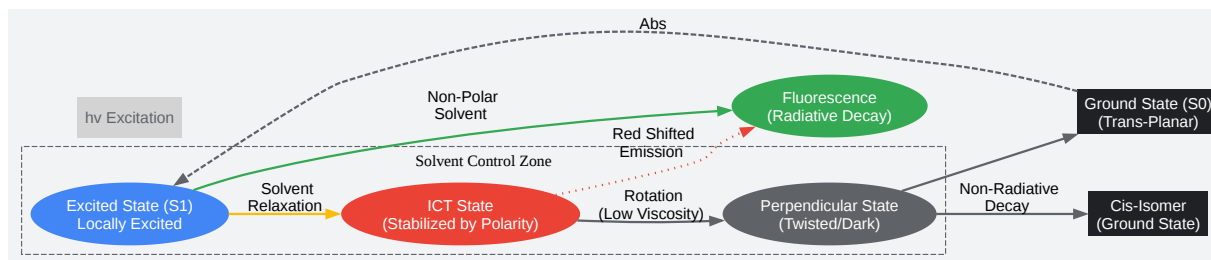 Abs
hv Excitation
Non-Polar
Solvent
Fluorescence
(Radiative Decay)
Ground State (S0)
(Trans-Planar)
Red Shifted
Emission
Solvent Control Zone
Excited State (S1)
Locally Excited
Solvent
Relaxation
ICT State
(Stabilized by Polarity)
Rotation
(Low Viscosity)
Perpendicular State
(Twisted/Dark)
Non-Radiative
Decay
Cis-Isomer
(Ground State)